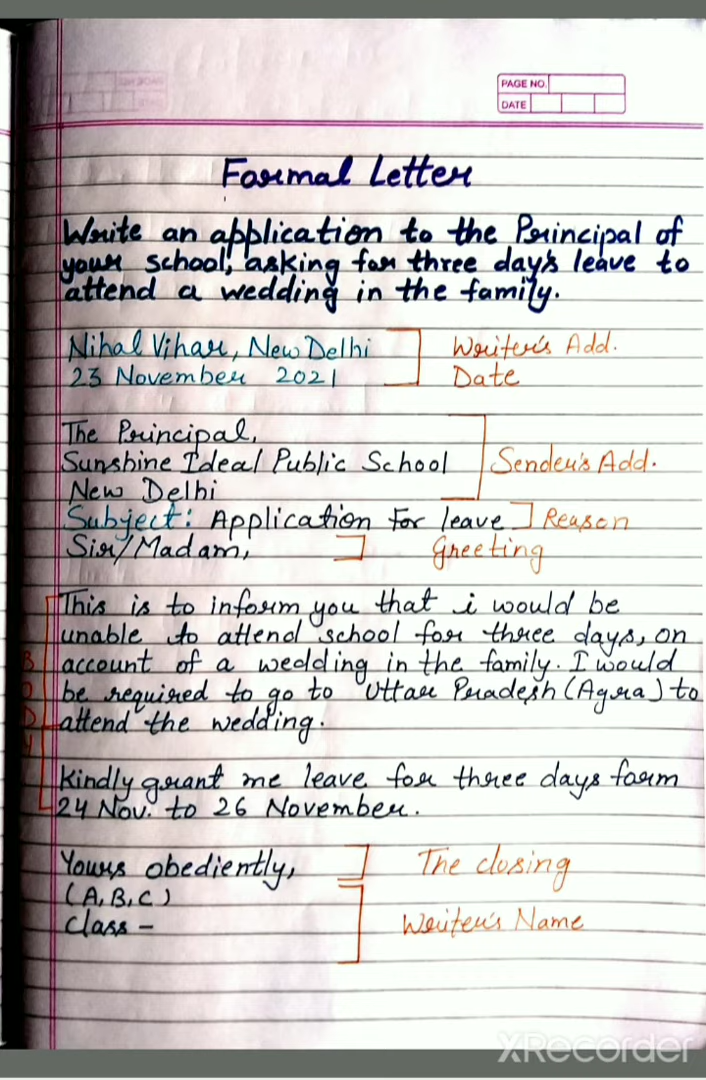 PAGE NO.
DATE
Formal Letter
Write an application to the Principal of
your school, asking for three day's leave to
attend a wedding in the family.
Nihal Vihar, New Delhi Writer's Add.
23 November 2021 Date
The Principal,
Sunshine Ideal Public School Sender's Add.
New Delhi
Subject: Application For leave Reason
Sir/Madam, Greeting
This is to inform you that i would be
unable to attend school for three days, on
account of a wedding in the family. I would
be required to go to Uttar Pradesh (Agra) to
attend the wedding.
BODY
Kindly grant me leave for three days farm
24 Nov. to 26 November.
Yours obediently, The closing
(A, B, C)
Class - Writer's Name
XRecorder